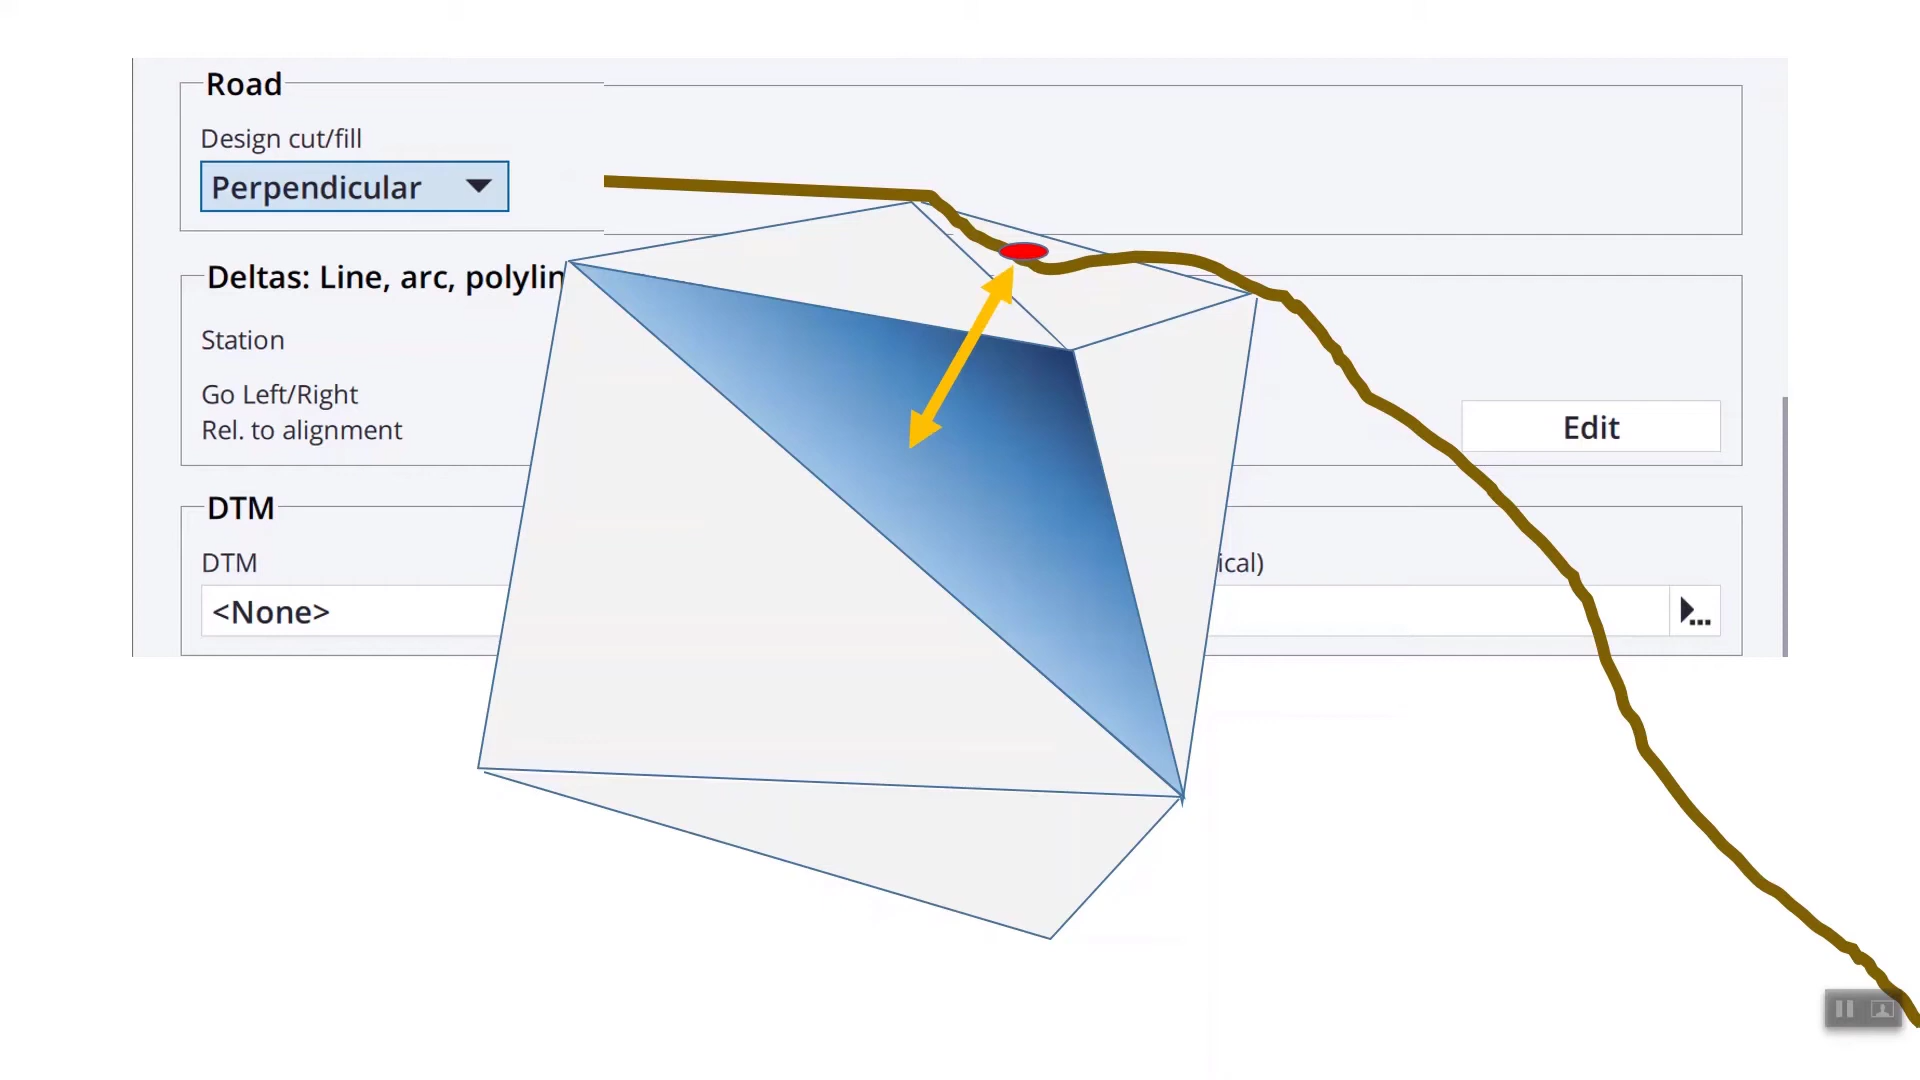 Road
Design cut/fill
Perpendicular
Deltas: Line, arc, polylin
Station
Go Left/Right
Rel. to alignment
Edit
DTM
DTM
ical)
<None>